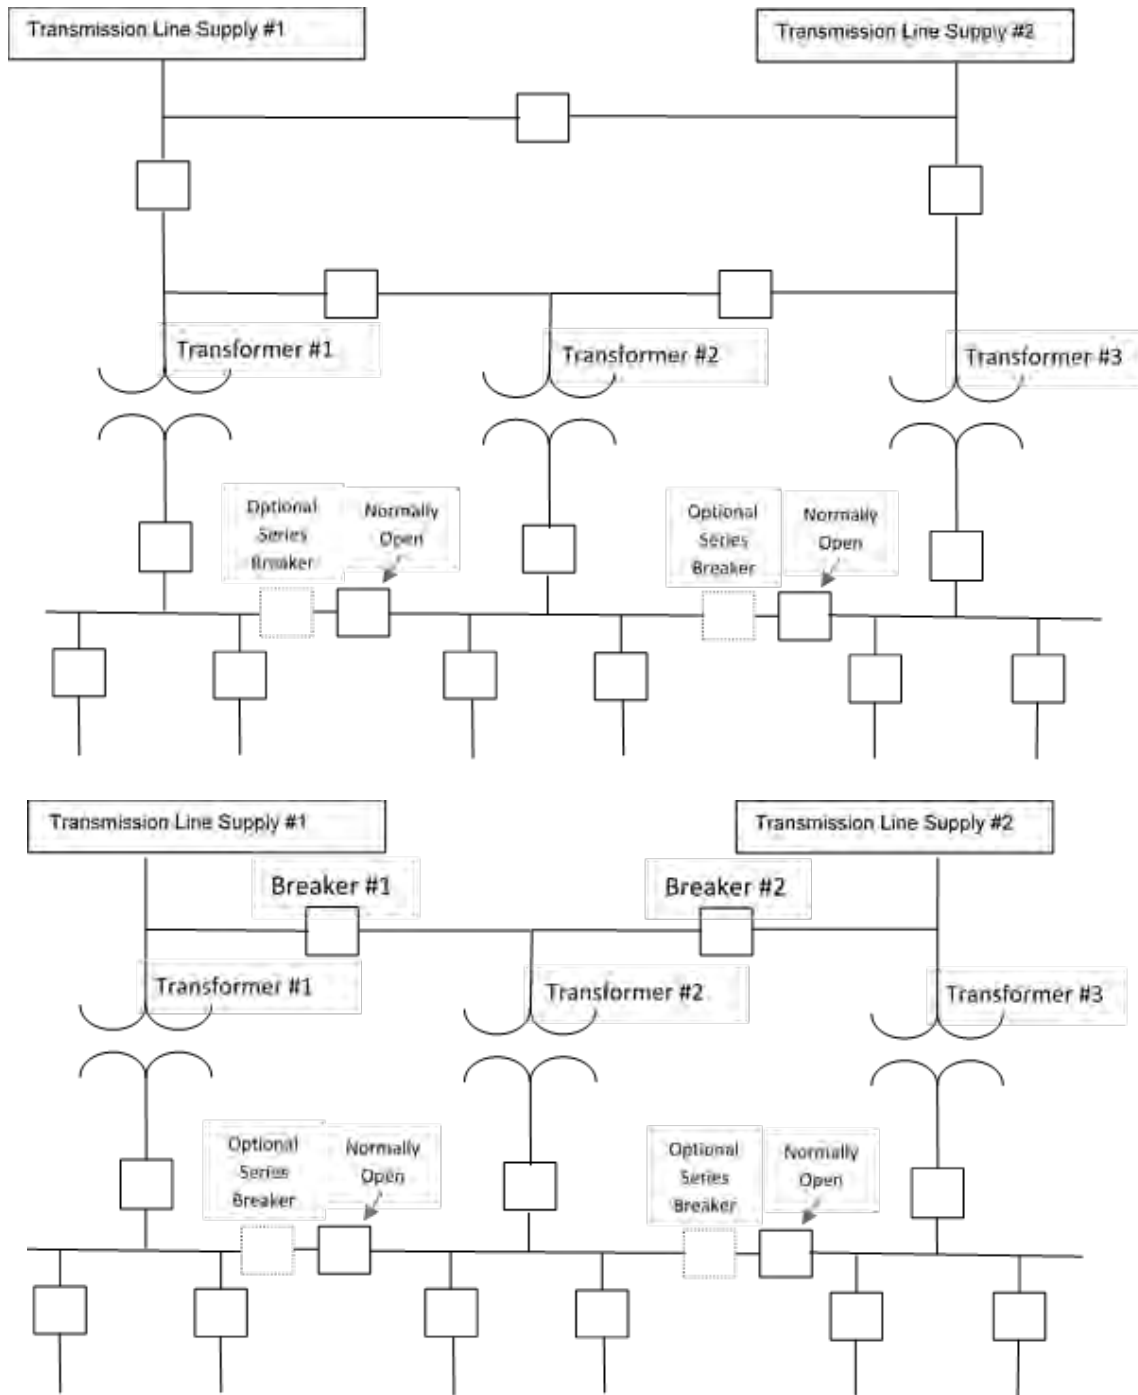 Transmission Line Supply #1
Transmission Line Supply #2
Transformer #1
Transformer #2
Transformer #3
Optional
Series
Breaker
Normally
Open
Optional
Series
Breaker
Normally
Open
Transmission Line Supply #1
Transmission Line Supply #2
Breaker #1
Breaker #2
Transformer #1
Transformer #2
Transformer #3
Optional
Series
Breaker
Normally
Open
Optional
Series
Breaker
Normally
Open